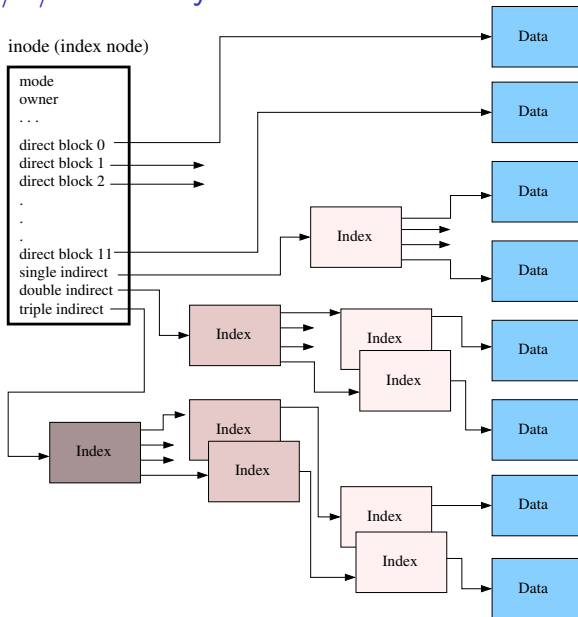 inode (index node)
mode
owner
. . .
direct block 0
direct block 1
direct block 2
.
.
.
direct block 11
single indirect
double indirect
triple indirect
Data
Data
Data
Index
Data
Index
Index
Index
Data
Data
Index
Index
Index
Index
Index
Data
Data